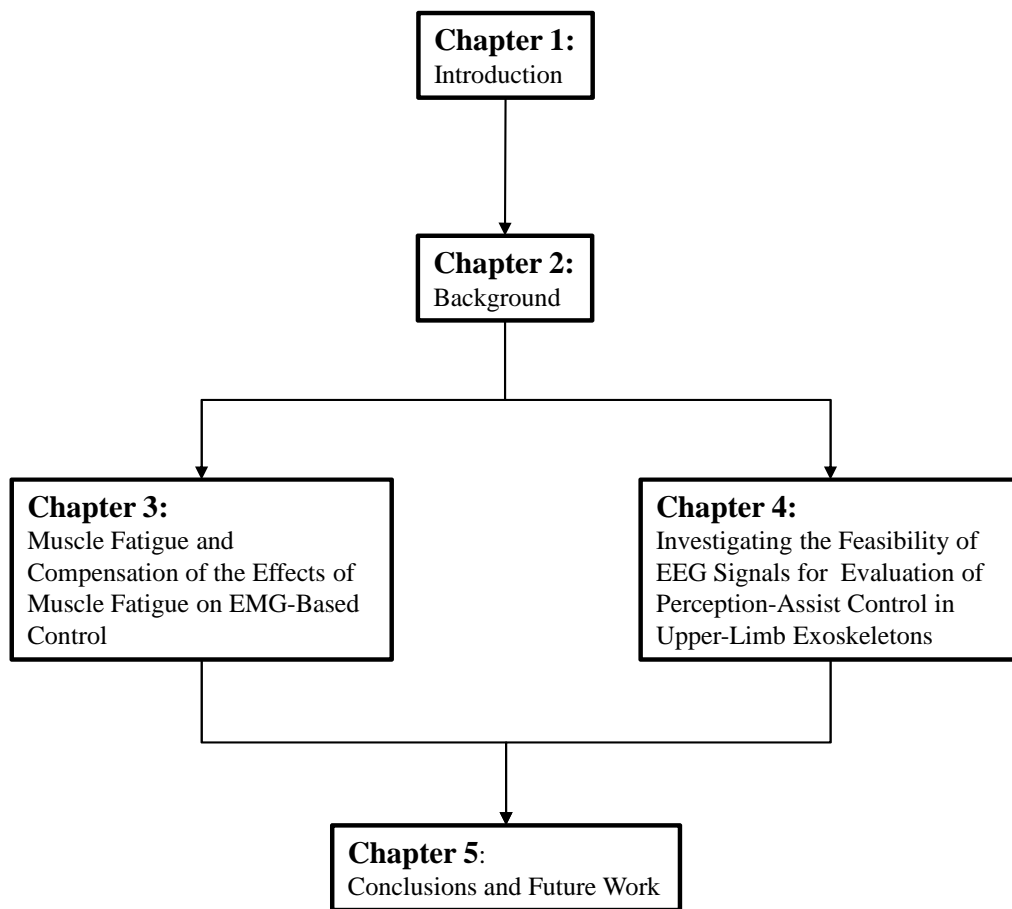 Chapter 1:
Introduction
Chapter 2:
Background
Chapter 3:
Muscle Fatigue and
Compensation of the Effects of
Muscle Fatigue on EMG-Based
Control
Chapter 4:
Investigating the Feasibility of
EEG Signals for  Evaluation of
Perception-Assist Control in
Upper-Limb Exoskeletons
Chapter 5:
Conclusions and Future Work